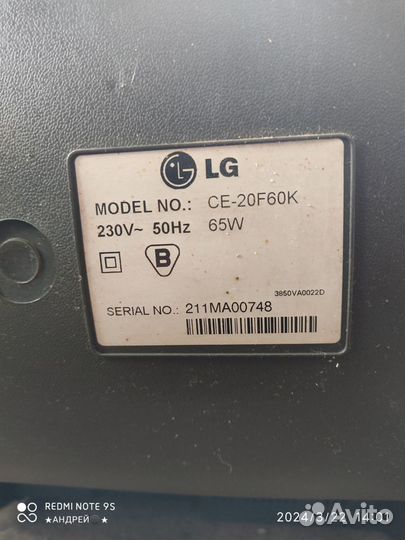 LG
MODEL NO.: CE-20F60K
230V~ 50Hz 65W
B
3850VA0022D
SERIAL NO.: 211MA00748
REDMI NOTE 9S
★АНДРЕЙ
2024/3/22 14:01
Avito